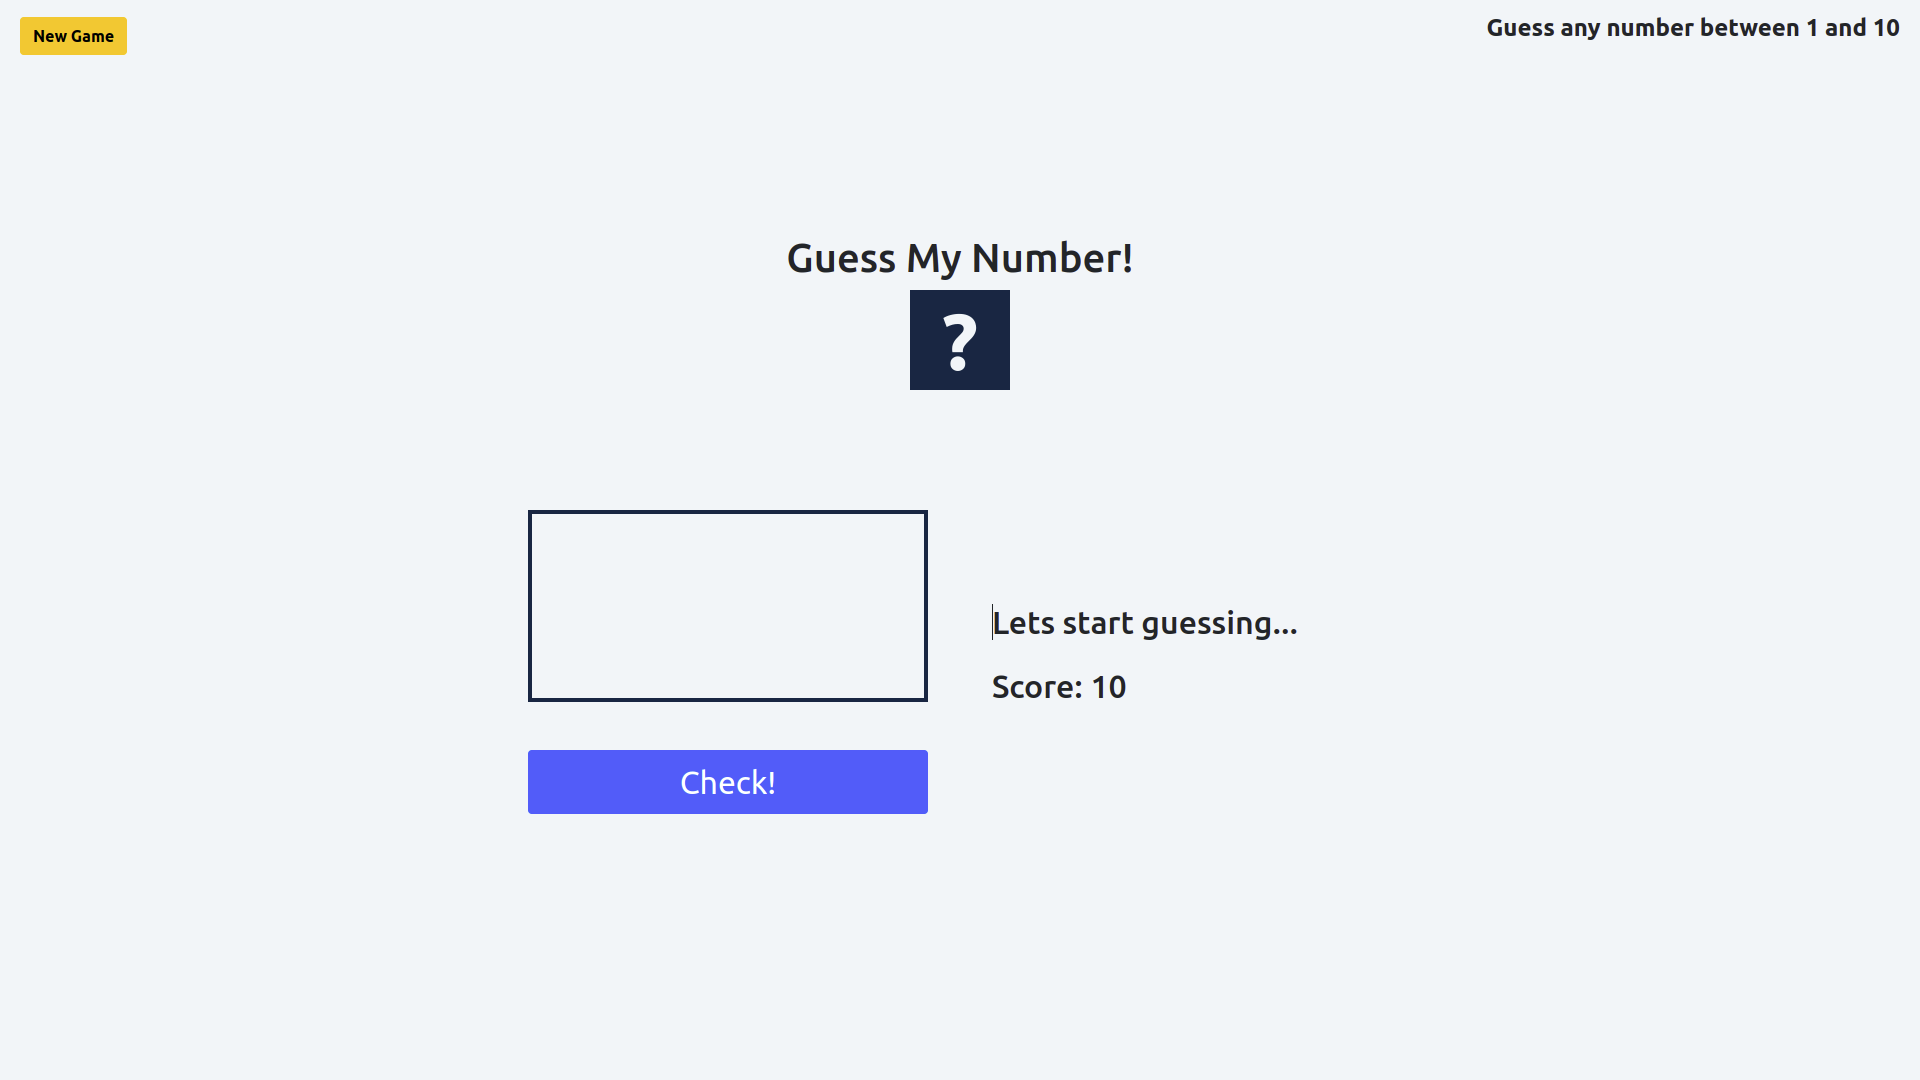 New Game
Guess any number between 1 and 10
Guess My Number!
?
Lets start guessing...
Score: 10
Check!